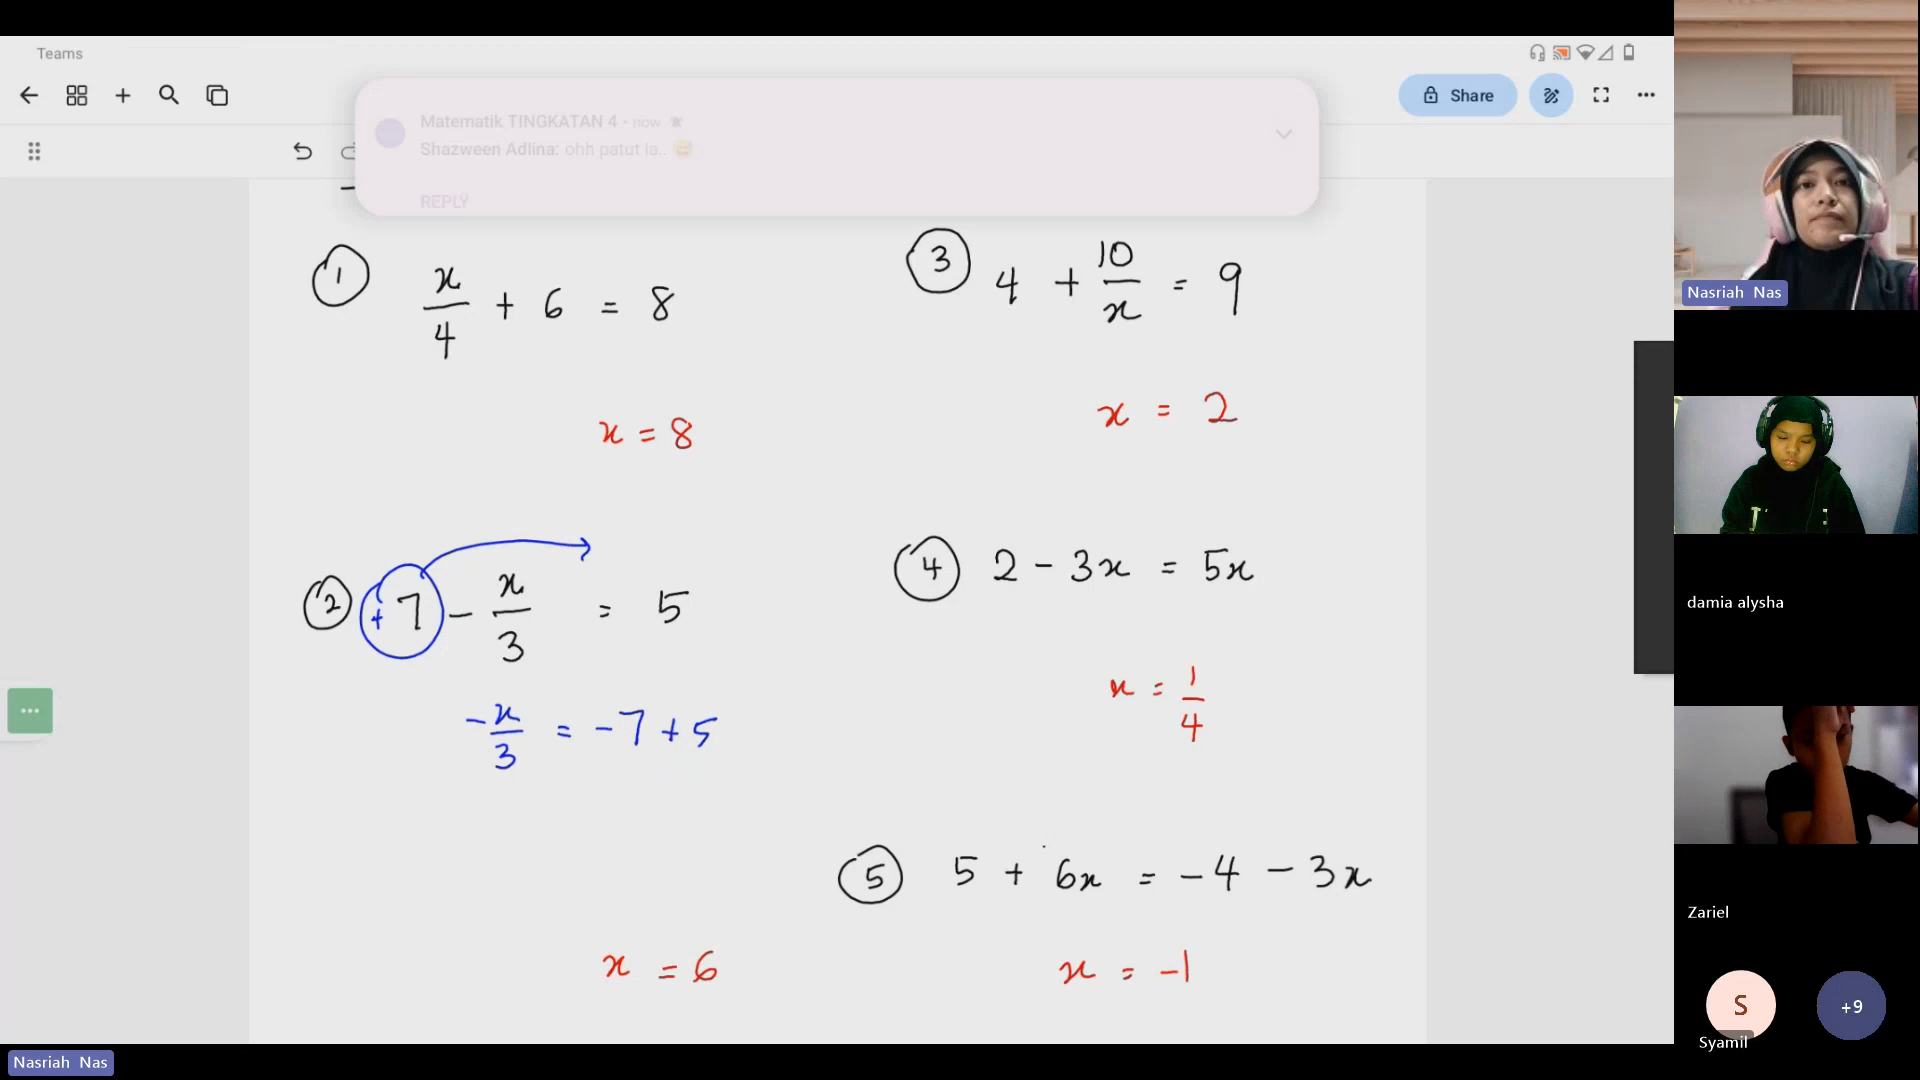 Teams
Share
Matematik TINGKATAN 4 • now
Shazween Adlina: ohh patut la.. 😅
REPLY
① x/4 + 6 = 8
x = 8
② +7 - x/3 = 5
-x/3 = -7 + 5
x = 6
③ 4 + 10/x = 9
x = 2
④ 2 - 3x = 5x
x = 1/4
⑤ 5 + 6x = -4 - 3x
x = -1
Nasriah Nas
damia alysha
Zariel
S
Syamil
+9
Nasriah Nas